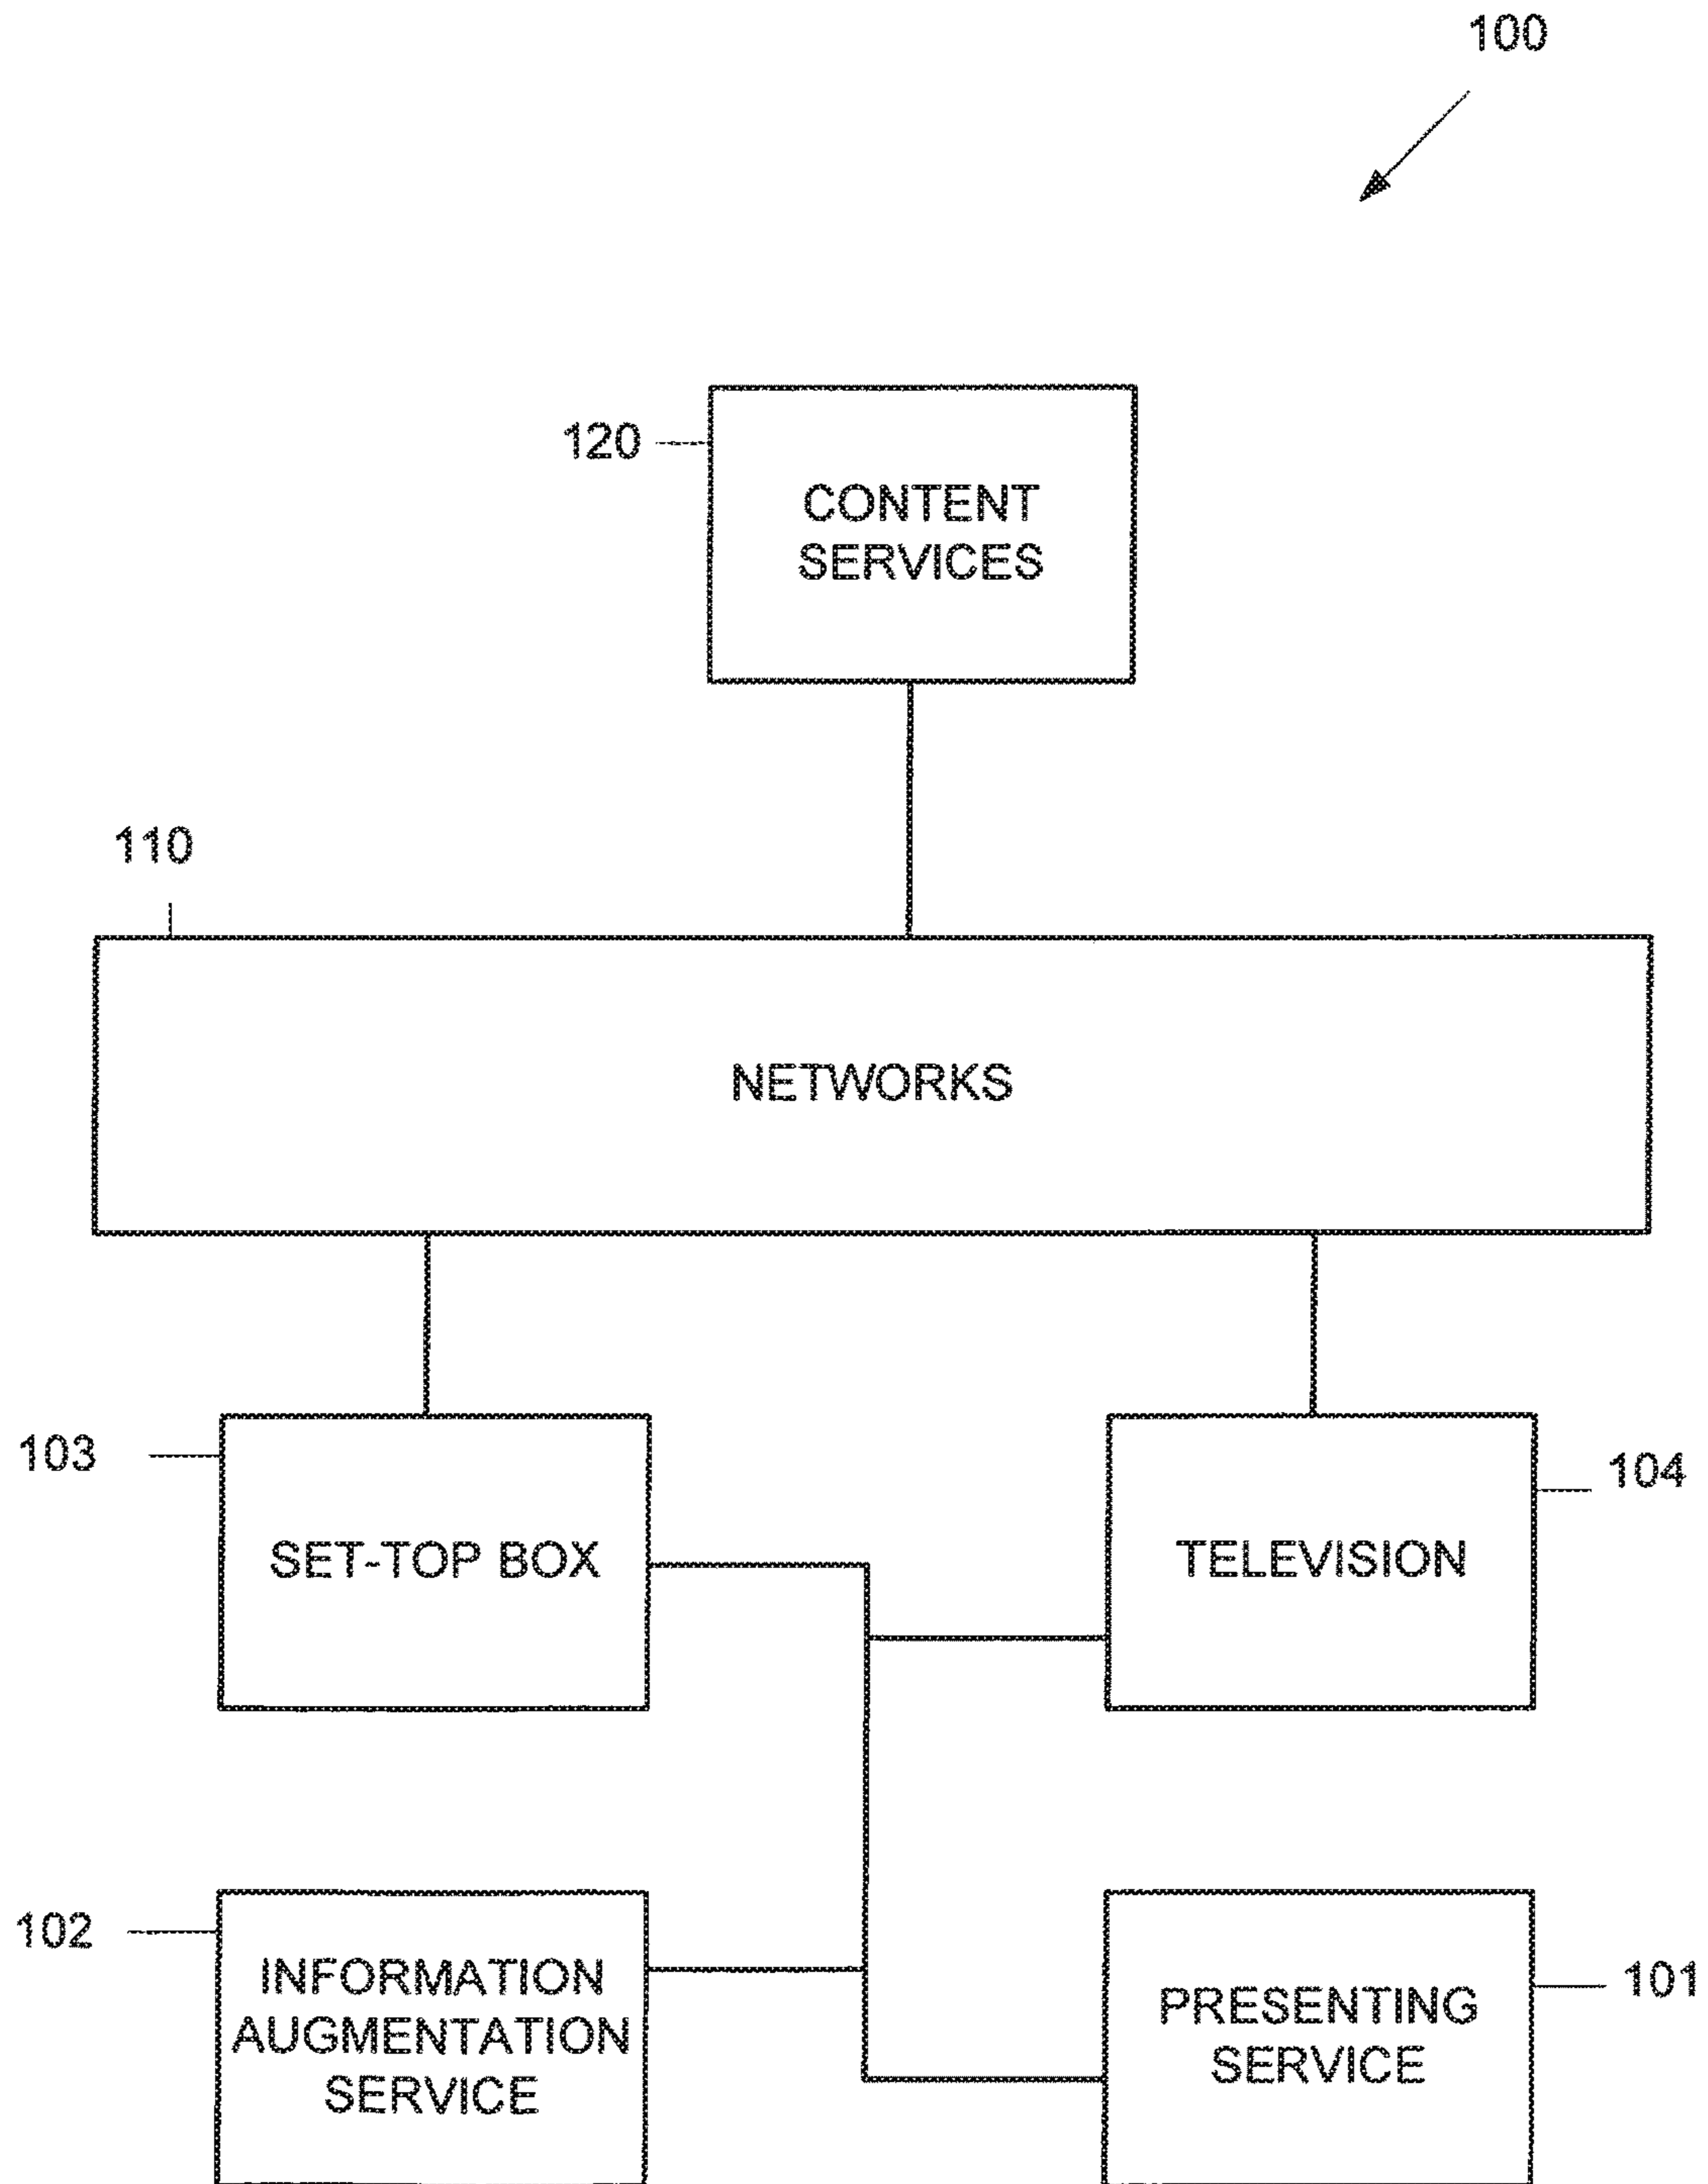 100
120
CONTENT
SERVICES
110
NETWORKS
103
SET-TOP BOX
104
TELEVISION
102
INFORMATION
AUGMENTATION
SERVICE
101
PRESENTING
SERVICE